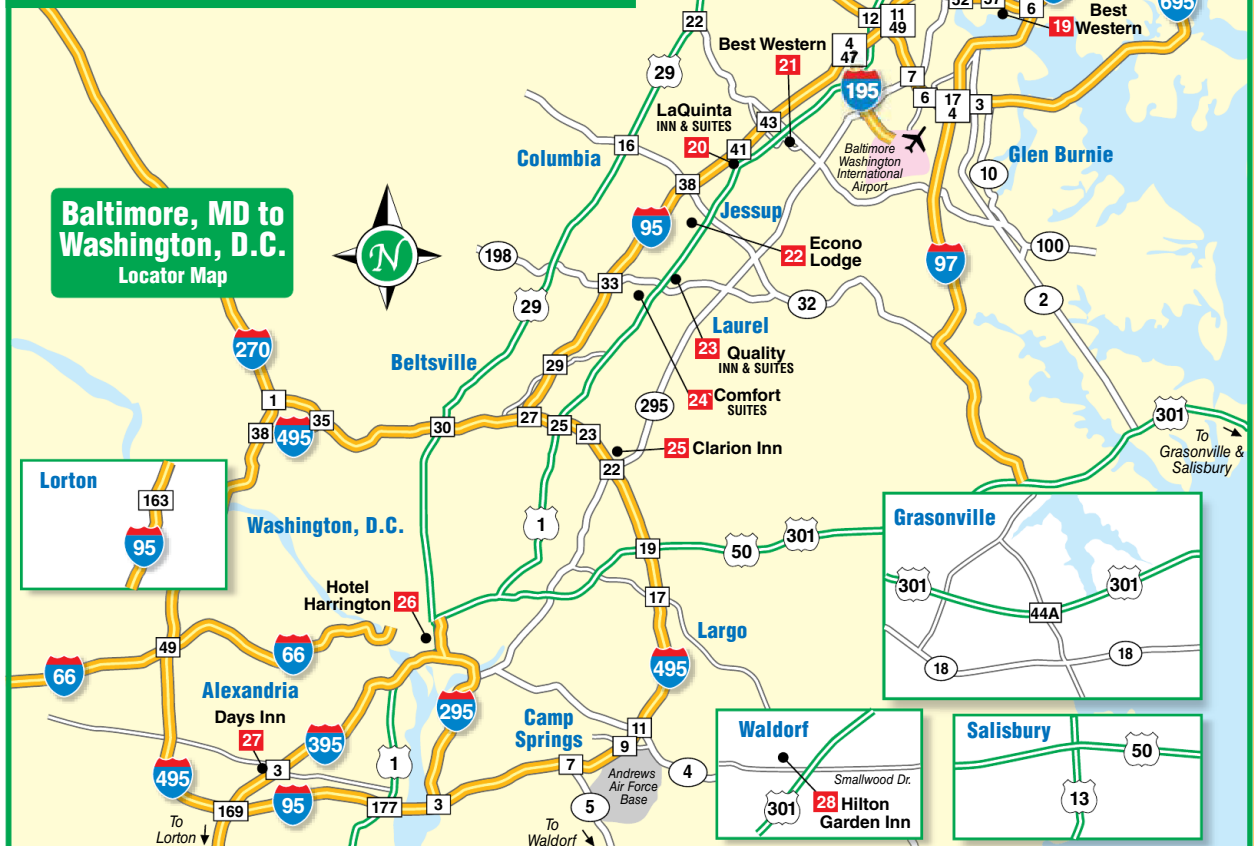 22
29
12
11
49
4
47
32
6
695
19
Best
Western
Best Western
21
195
7
6
17
4
3
LaQuinta
INN & SUITES
20
43
41
16
Columbia
38
Baltimore
Washington
International
Airport
Glen Burnie
10
Jessup
95
Baltimore, MD to
Washington, D.C.
Locator Map
N
198
22
Econo
Lodge
100
97
33
32
2
29
Laurel
23
Quality
INN & SUITES
270
Beltsville
29
24
Comfort
SUITES
1
35
38
495
30
27
25
23
295
301
To
Grasonville &
Salisbury
25
Clarion Inn
22
Lorton
163
95
Washington, D.C.
1
19
50
301
Grasonville
301
301
44A
18
18
Hotel
Harrington
26
17
Largo
49
66
66
495
Alexandria
Days Inn
27
395
295
Camp
Springs
11
9
7
4
Andrews
Air Force
Base
5
To
Waldorf
495
3
1
95
169
177
3
To
Lorton
Waldorf
Smallwood Dr.
301
28
Hilton
Garden Inn
Salisbury
50
13